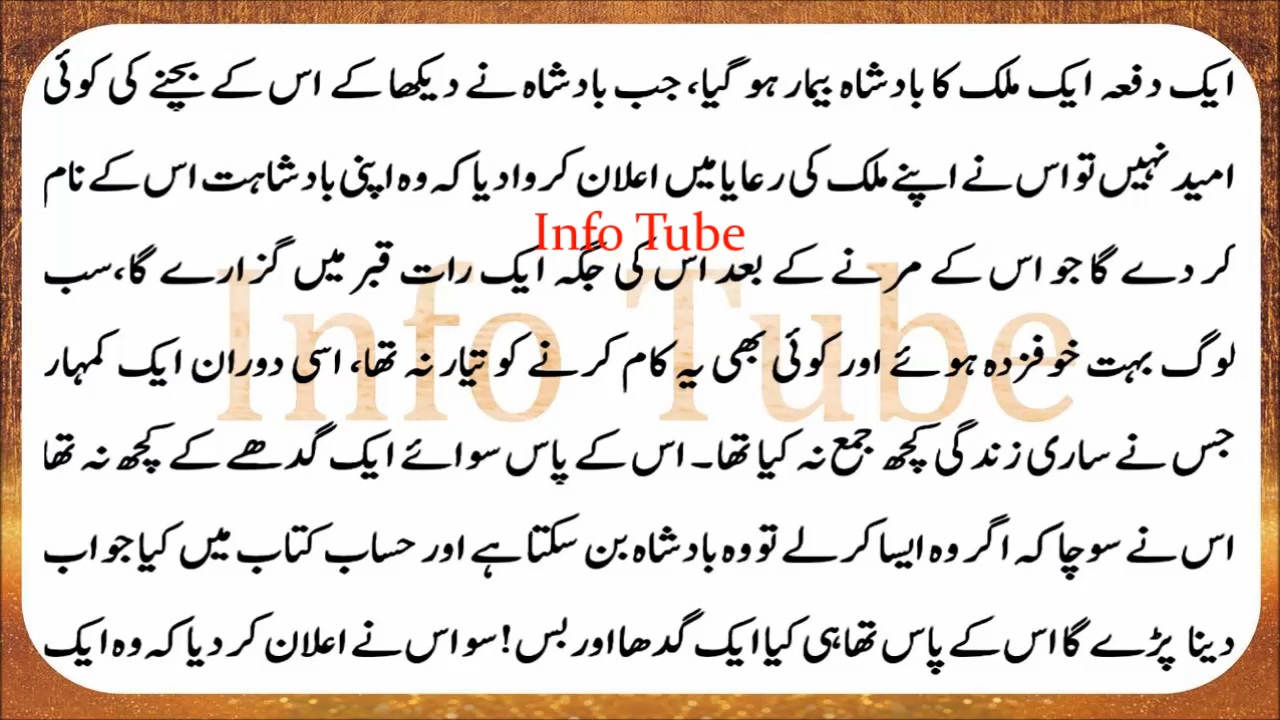 ایک دفعہ ایک ملک کا بادشاہ بیمار ہو گیا، جب بادشاہ نے دیکھا کے اس کے بچنے کی کوئی
امید نہیں تو اس نے اپنے ملک کی رعایا میں اعلان کروا دیا کہ وہ اپنی بادشاہت اس کے نام
Info Tube
کر دے گا جو اس کے مرنے کے بعد اس کی جگہ ایک رات قبر میں گزارے گا، سب
Info Tube
لوگ بہت خوفزدہ ہوئے اور کوئی بھی یہ کام کرنے کو تیار نہ تھا، اسی دوران ایک کمہار
جس نے ساری زندگی کچھ جمع نہ کیا تھا۔ اس کے پاس سوائے ایک گدھے کے کچھ نہ تھا
اس نے سوچا کہ اگر وہ ایسا کرلے تو وہ بادشاہ بن سکتا ہے اور حساب کتاب میں کیا جواب
دینا پڑے گا اس کے پاس تھا ہی کیا ایک گدھا اور بس! سو اس نے اعلان کر دیا کہ وہ ایک